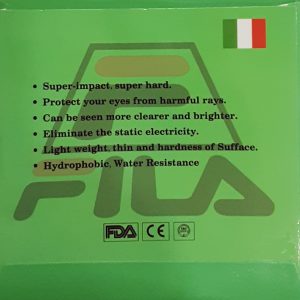 • Super-Impact, super hard.
• Protect your eyes from harmful rays.
• Can be seen more clearer and brighter.
• Eliminate the static electricity.
• Light weight, thin and hardness of Sufface.
• Hydrophobic, Water Resistance
FILA
FDA CE